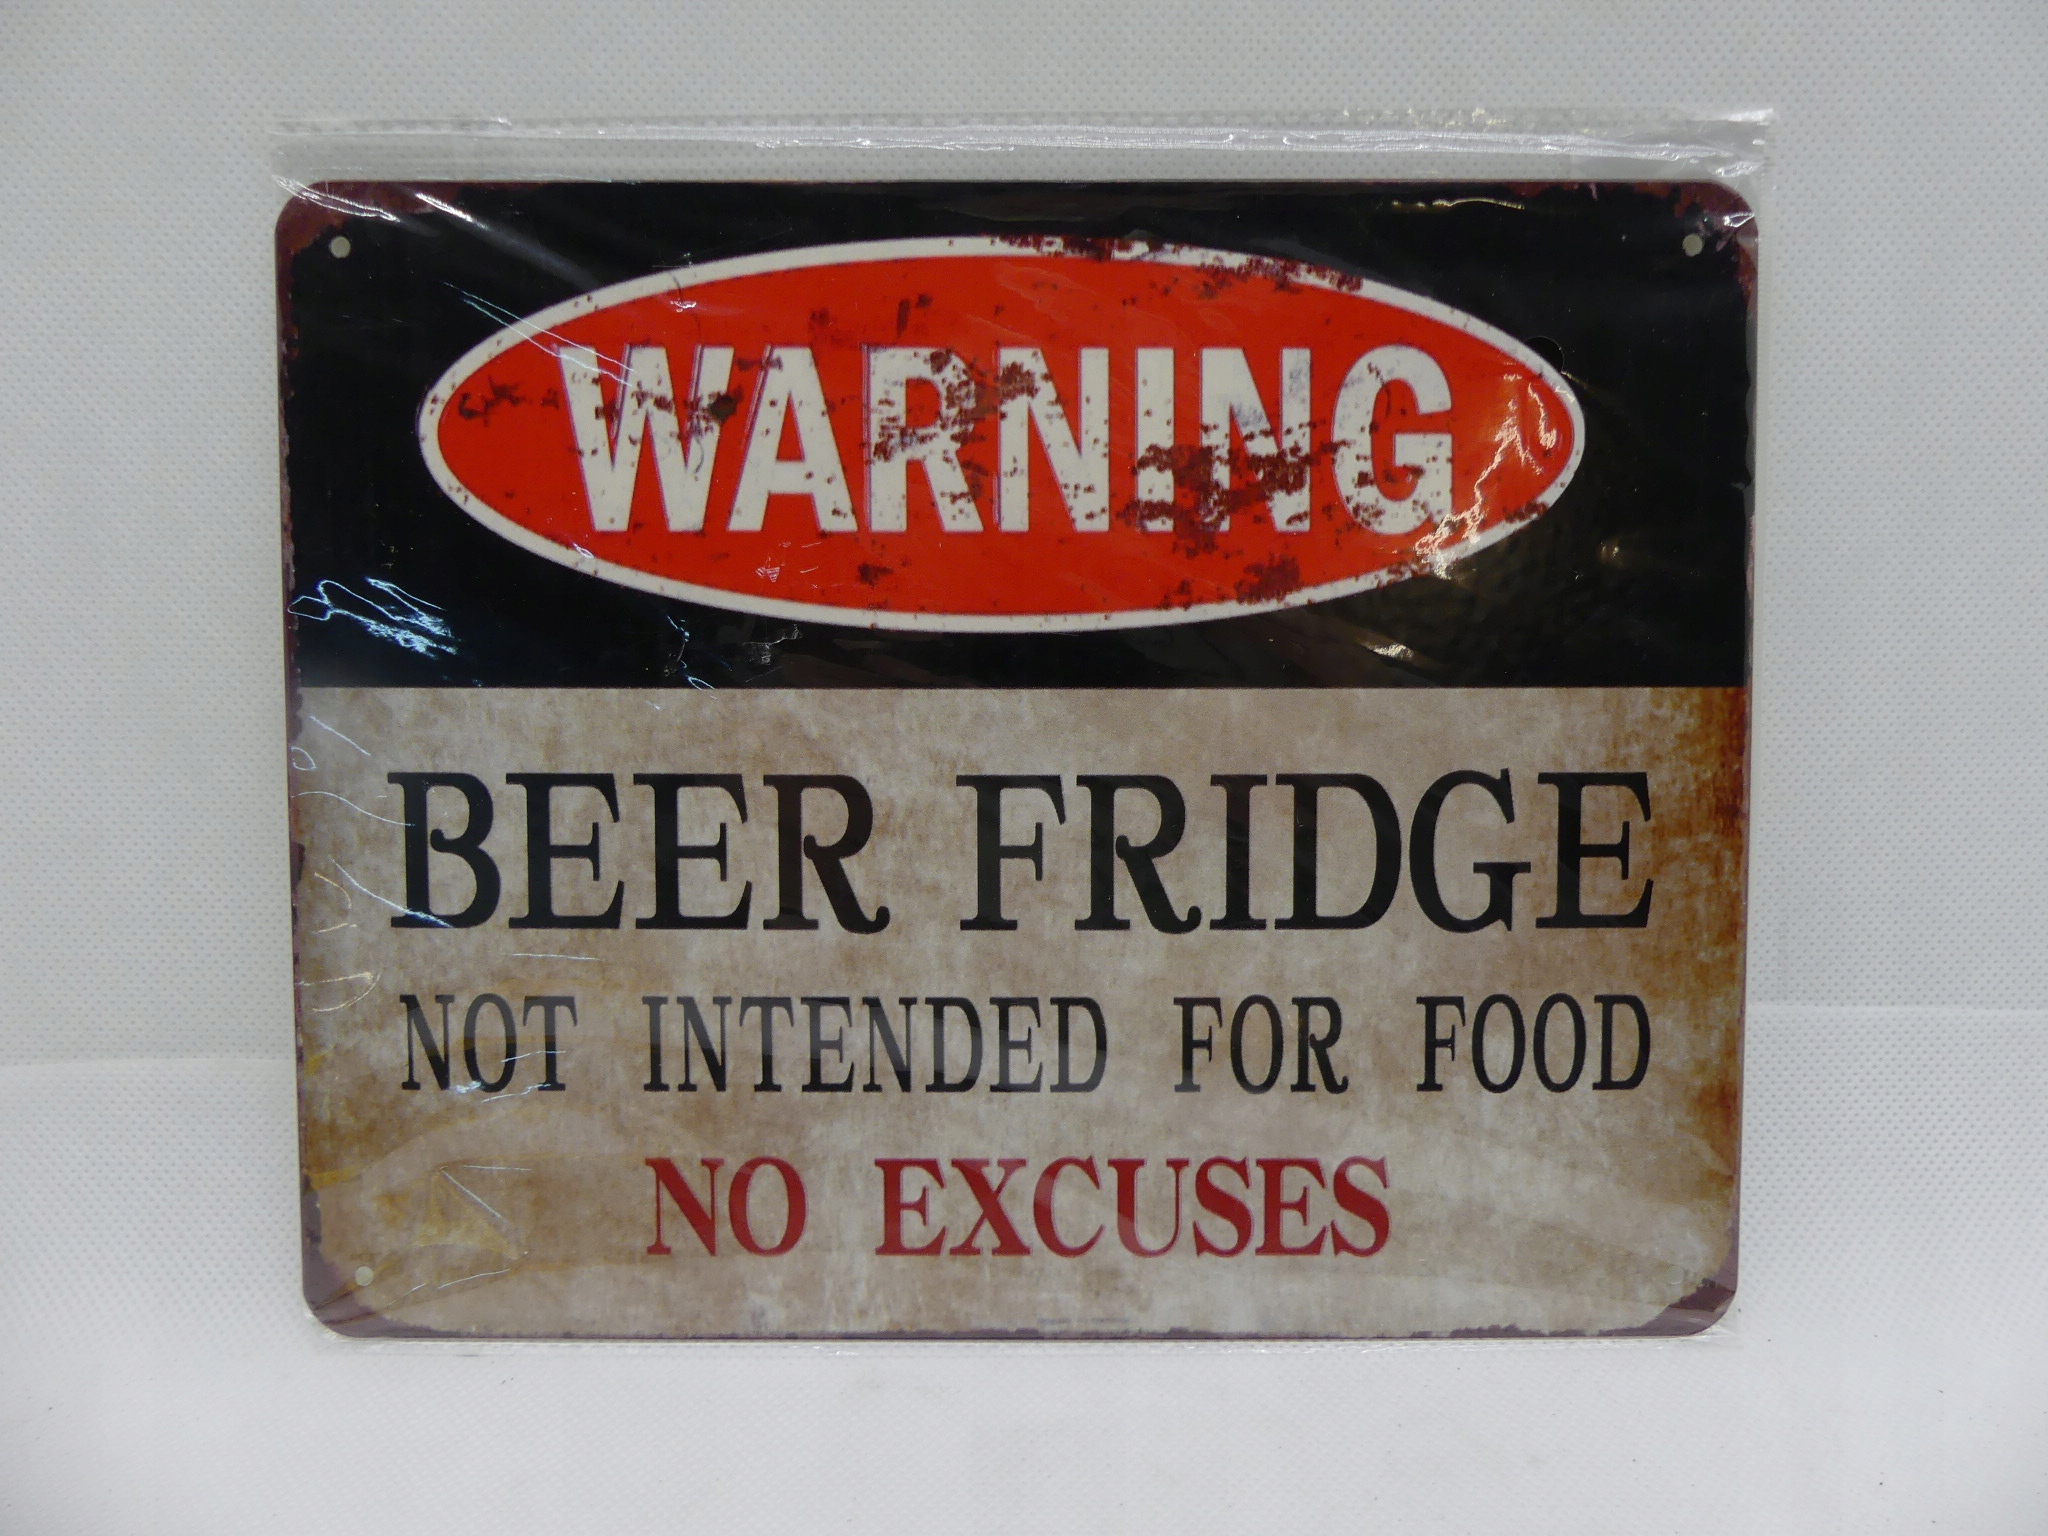 WARNING
BEER FRIDGE
NOT INTENDED FOR FOOD
NO EXCUSES